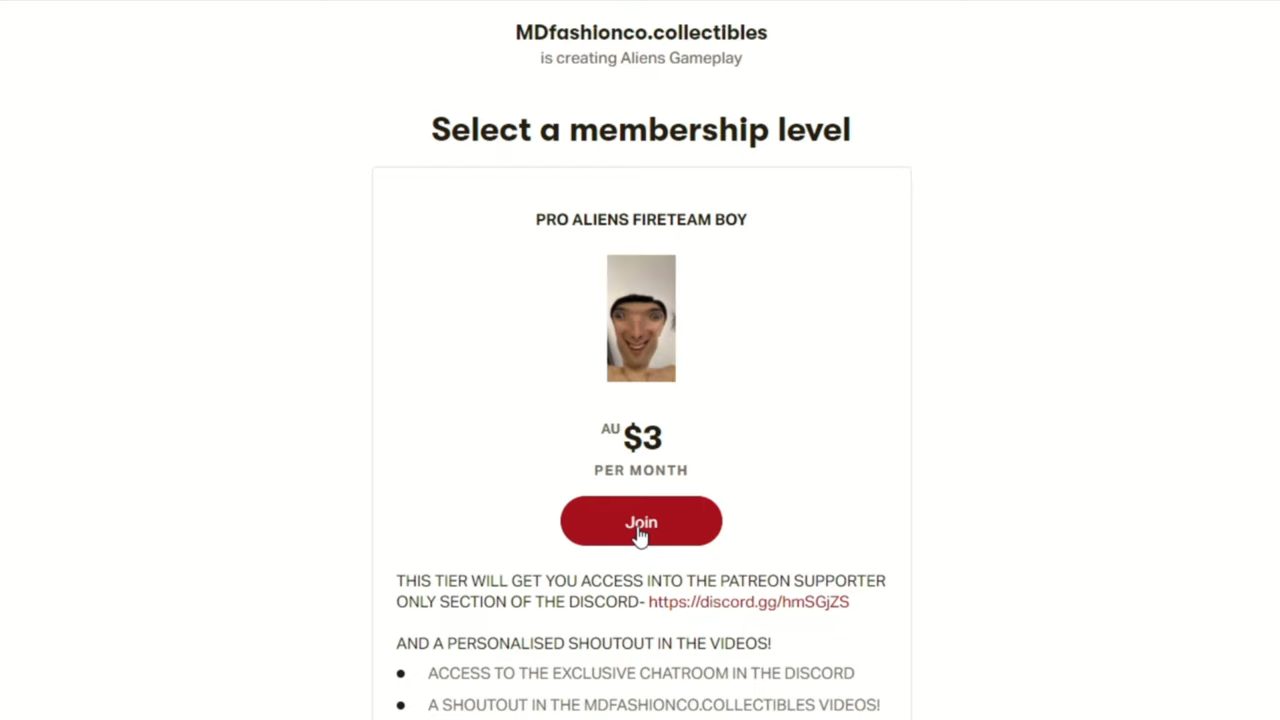 MDfashionco.collectibles
is creating Aliens Gameplay
Select a membership level
PRO ALIENS FIRETEAM BOY
AU $3
PER MONTH
Join
THIS TIER WILL GET YOU ACCESS INTO THE PATREON SUPPORTER
ONLY SECTION OF THE DISCORD- https://discord.gg/hmSGjZS
AND A PERSONALISED SHOUTOUT IN THE VIDEOS!
● ACCESS TO THE EXCLUSIVE CHATROOM IN THE DISCORD
● A SHOUTOUT IN THE MDFASHIONCO.COLLECTIBLES VIDEOS!